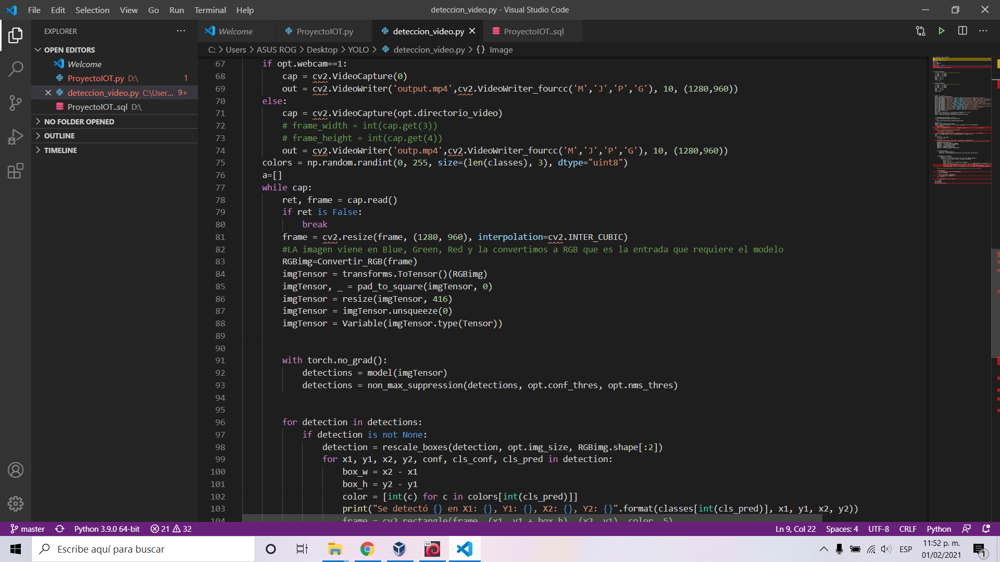 File Edit Selection View Go Run Terminal Help
deteccion_video.py - Visual Studio Code
EXPLORER
OPEN EDITORS
Welcome
ProyectoIOT.py D:\ 1
deteccion_video.py C:\User... 9+
ProyectoIOT..sql D:\
NO FOLDER OPENED
OUTLINE
TIMELINE
Welcome ProyectoIOT.py deteccion_video.py ProyectoIOT..sql
C: > Users > ASUS ROG > Desktop > YOLO > deteccion_video.py > {} Image
67 if opt.webcam==1:
68 cap = cv2.VideoCapture(0)
69 out = cv2.VideoWriter('output.mp4',cv2.VideoWriter_fourcc('M','J','P','G'), 10, (1280,960))
70 else:
71 cap = cv2.VideoCapture(opt.directorio_video)
72 # frame_width = int(cap.get(3))
73 # frame_height = int(cap.get(4))
74 out = cv2.VideoWriter('outp.mp4',cv2.VideoWriter_fourcc('M','J','P','G'), 10, (1280,960))
75 colors = np.random.randint(0, 255, size=(len(classes), 3), dtype="uint8")
76 a=[]
77 while cap:
78 ret, frame = cap.read()
79 if ret is False:
80 break
81 frame = cv2.resize(frame, (1280, 960), interpolation=cv2.INTER_CUBIC)
82 #LA imagen viene en Blue, Green, Red y la convertimos a RGB que es la entrada que requiere el modelo
83 RGBimg=Convertir_RGB(frame)
84 imgTensor = transforms.ToTensor()(RGBimg)
85 imgTensor, _ = pad_to_square(imgTensor, 0)
86 imgTensor = resize(imgTensor, 416)
87 imgTensor = imgTensor.unsqueeze(0)
88 imgTensor = Variable(imgTensor.type(Tensor))
89
90
91 with torch.no_grad():
92 detections = model(imgTensor)
93 detections = non_max_suppression(detections, opt.conf_thres, opt.nms_thres)
94
95
96 for detection in detections:
97 if detection is not None:
98 detection = rescale_boxes(detection, opt.img_size, RGBimg.shape[:2])
99 for x1, y1, x2, y2, conf, cls_conf, cls_pred in detection:
100 box_w = x2 - x1
101 box_h = y2 - y1
102 color = [int(c) for c in colors[int(cls_pred)]]
103 print("Se detectó {} en X1: {}, Y1: {}, X2: {}, Y2: {}".format(classes[int(cls_pred)], x1, y1, x2, y2))
104 frame = cv2.rectangle(frame, (x1, y1 + box_h), (x2, y1), color, 5)
master Python 3.9.0 64-bit 21 32 Ln 9, Col 22 Spaces: 4 UTF-8 CRLF Python
Escribe aquí para buscar
64
ESP
11:52 p. m.
01/02/2021
1